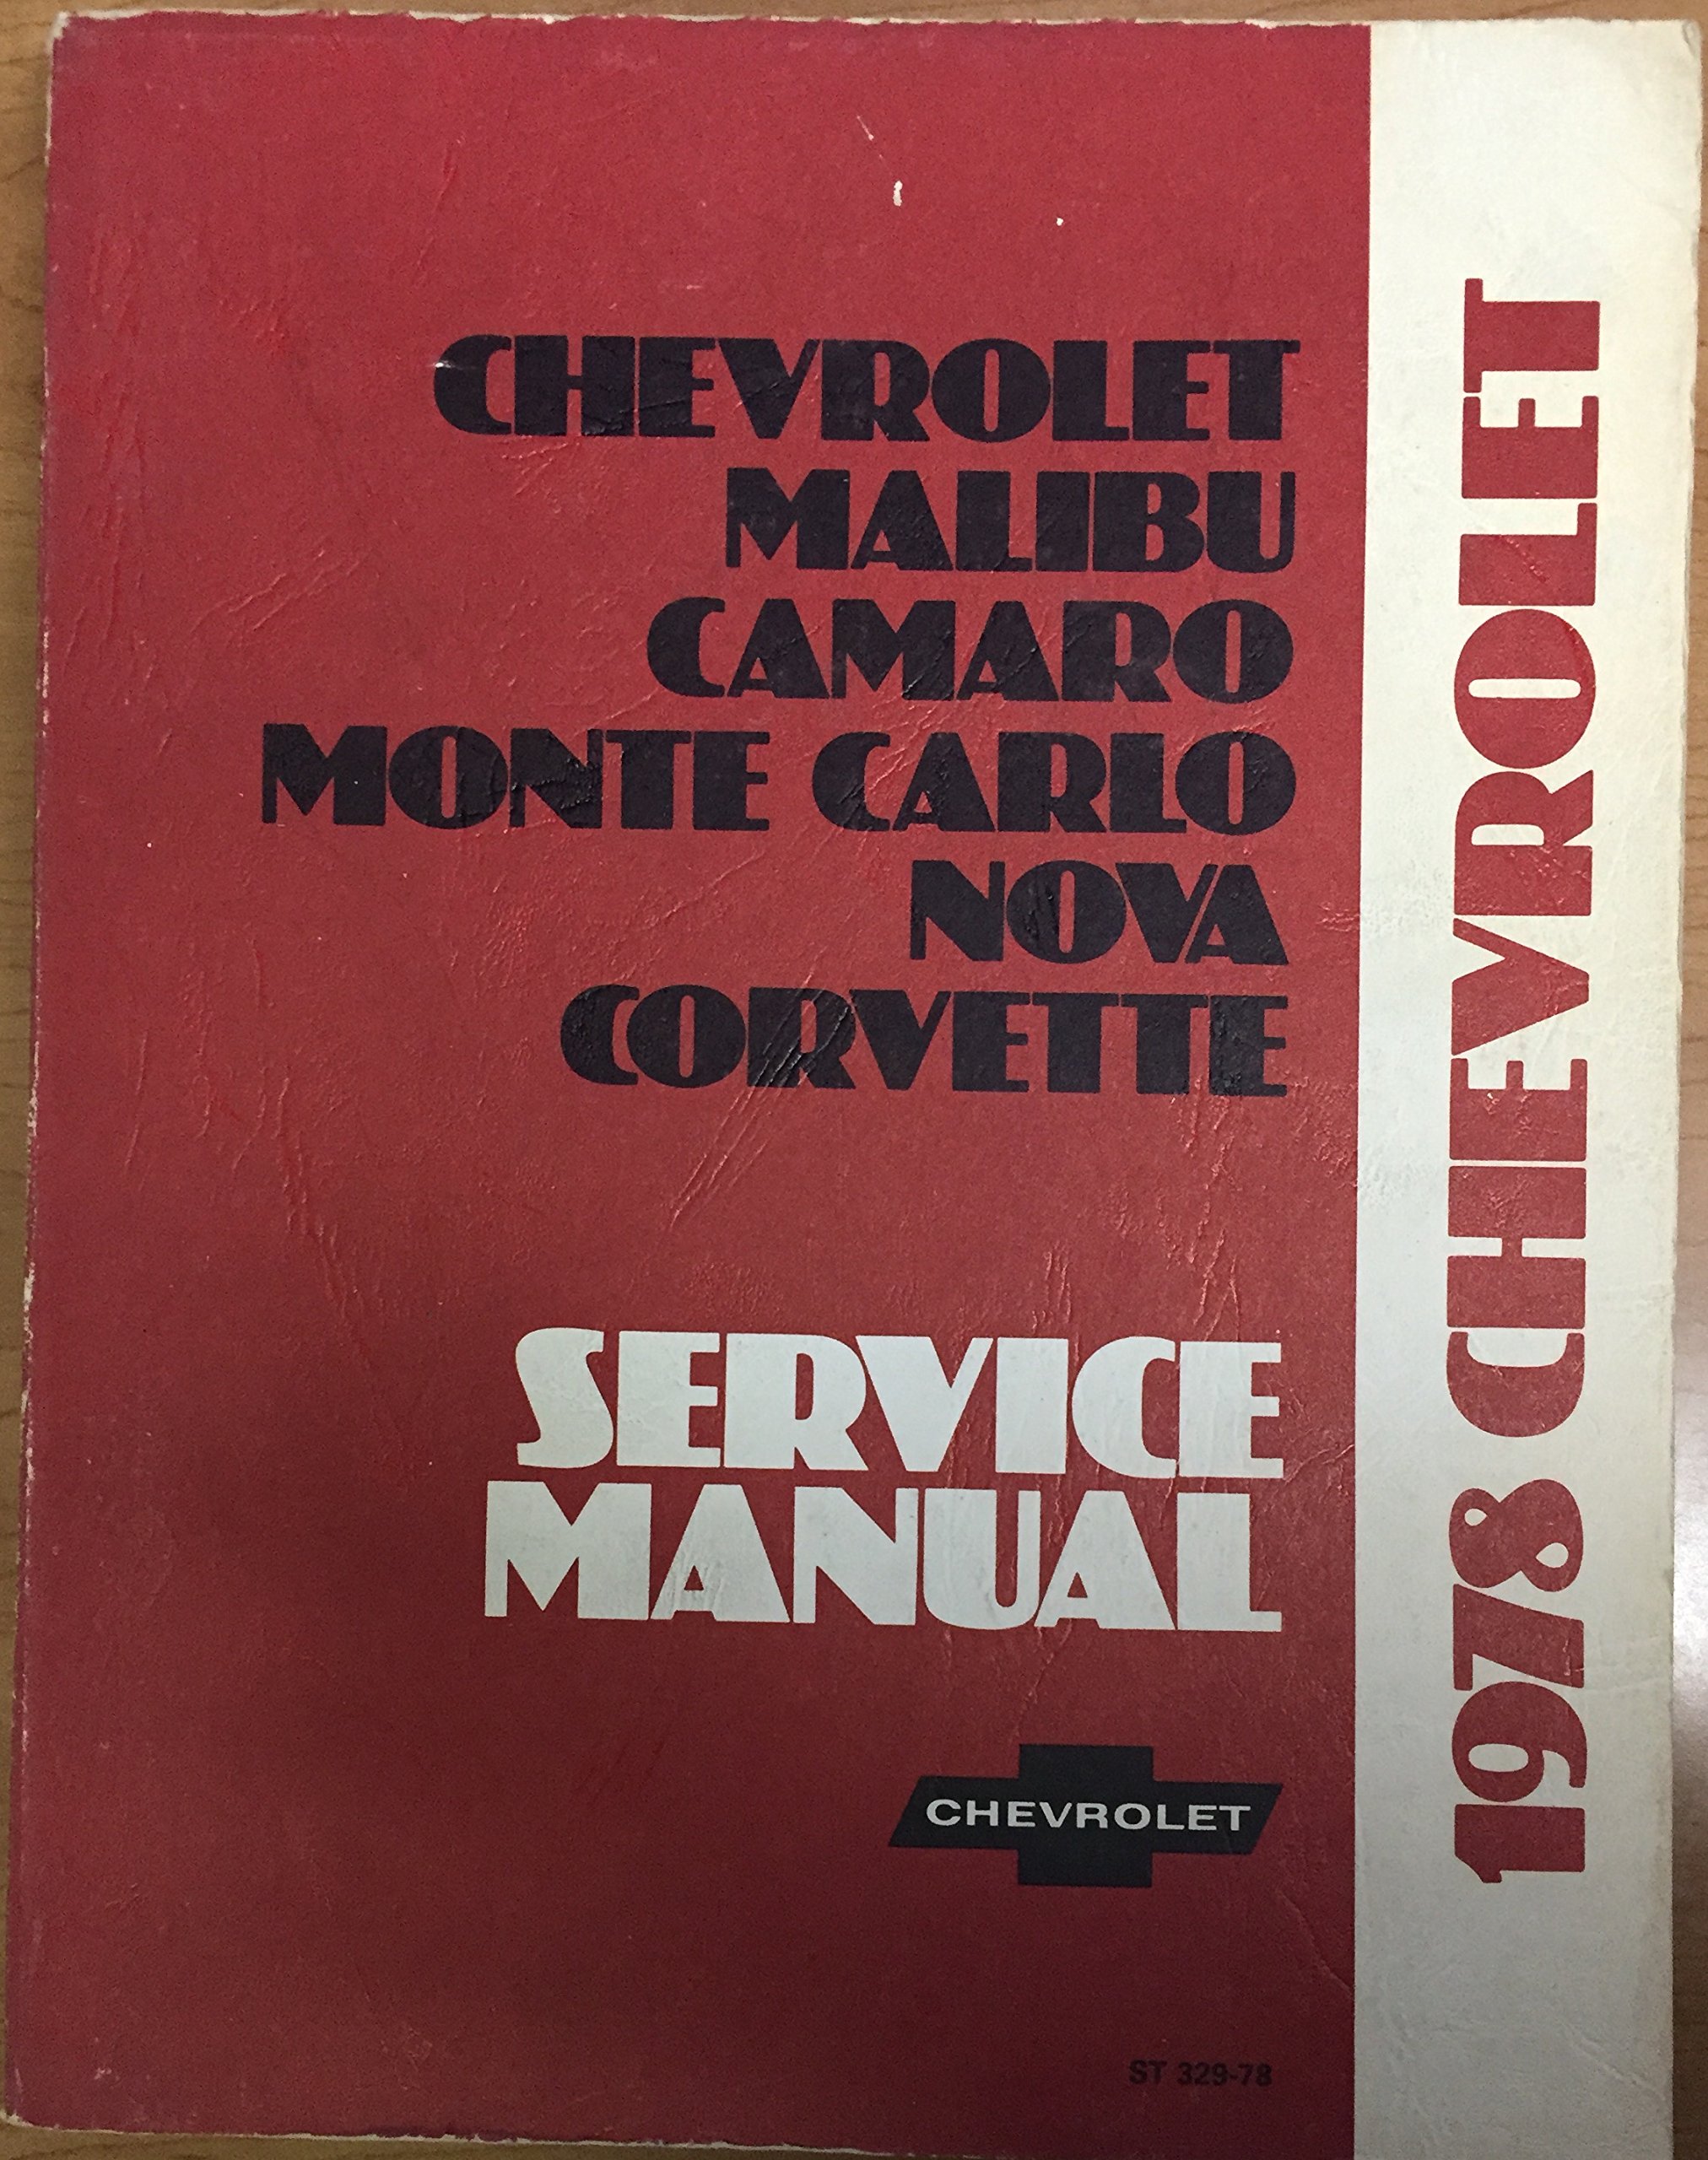 CHEVROLET
MALIBU
CAMARO
MONTE CARLO
NOVA
CORVETTE
SERVICE
MANUAL
CHEVROLET
ST 329-78
1978 CHEVROLET